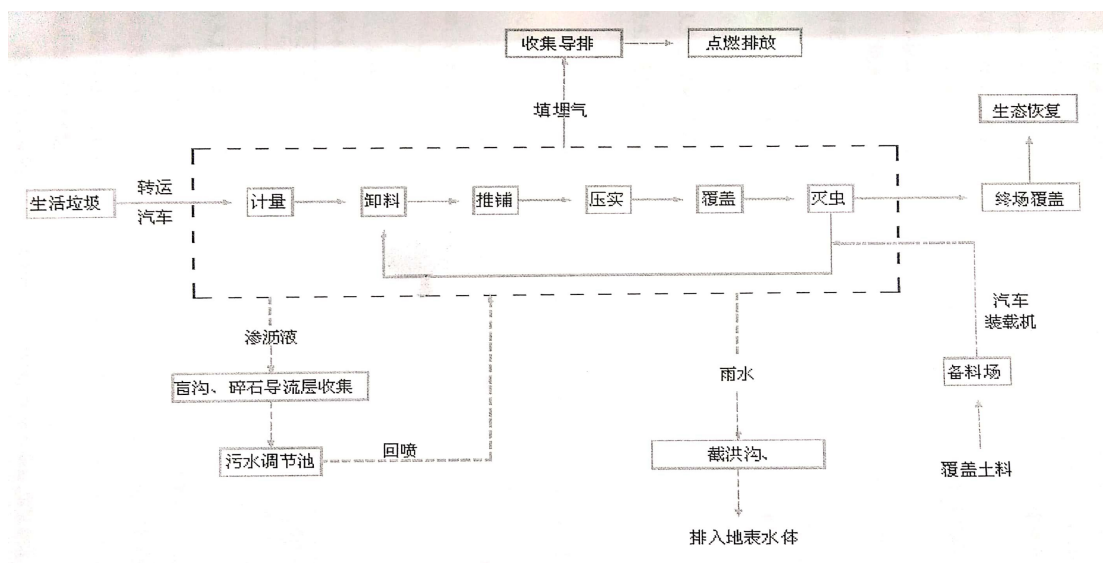 收集导排
点燃排放
填埋气
生态恢复
生活垃圾
转运
汽车
计量
卸料
推铺
压实
覆盖
灭虫
终场覆盖
渗沥液
汽车
装载机
盲沟、碎石导流层收集
雨水
备料场
污水调节池
回喷
截洪沟、
覆盖土料
排入地表水体